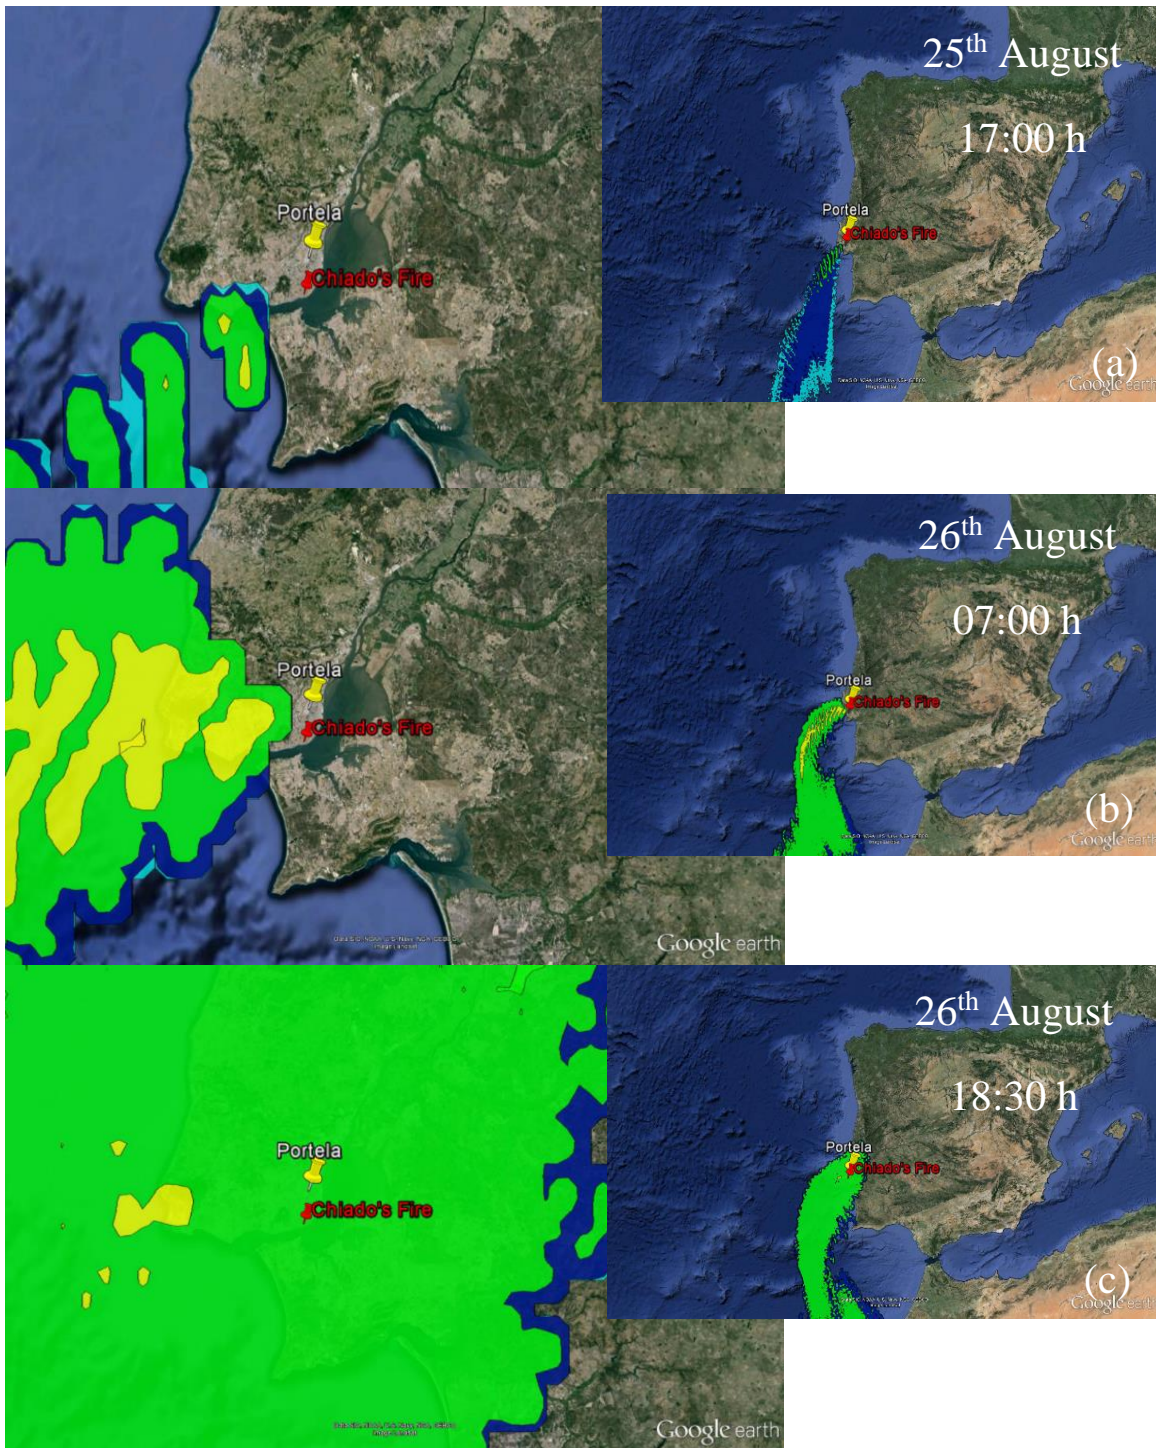 25th August
17:00 h
Portela
Chiado's Fire
Portela
Chiado's Fire
(a)
Google earth
26th August
07:00 h
Portela
Chiado's Fire
Portela
Chiado's Fire
(b)
Google earth
Google earth
26th August
18:30 h
Portela
Chiado's Fire
Portela
Chiado's Fire
(c)
Google earth
Google earth